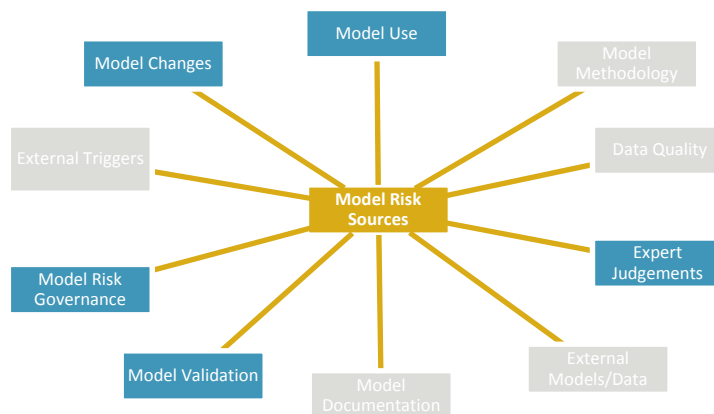 Model Use
Model Changes
Model
Methodology
External Triggers
Data Quality
Model Risk
Sources
Model Risk
Governance
Expert
Judgements
Model Validation
Model
Documentation
External
Models/Data